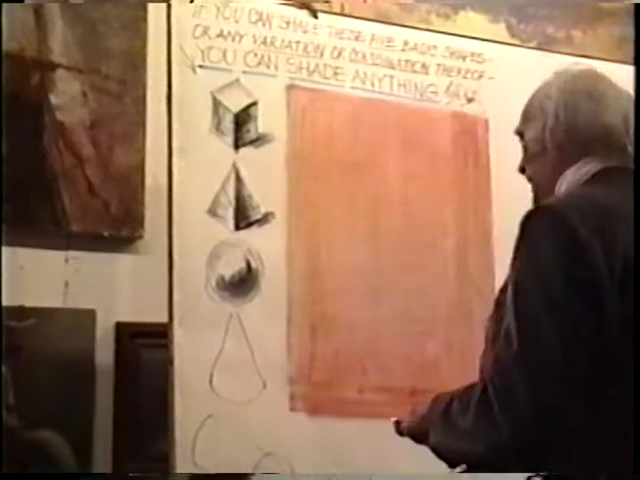 IF YOU CAN SHADE THESE FIVE BASIC SHAPES-
OR ANY VARIATION OR COMBINATION THEREOF-
YOU CAN SHADE ANYTHING